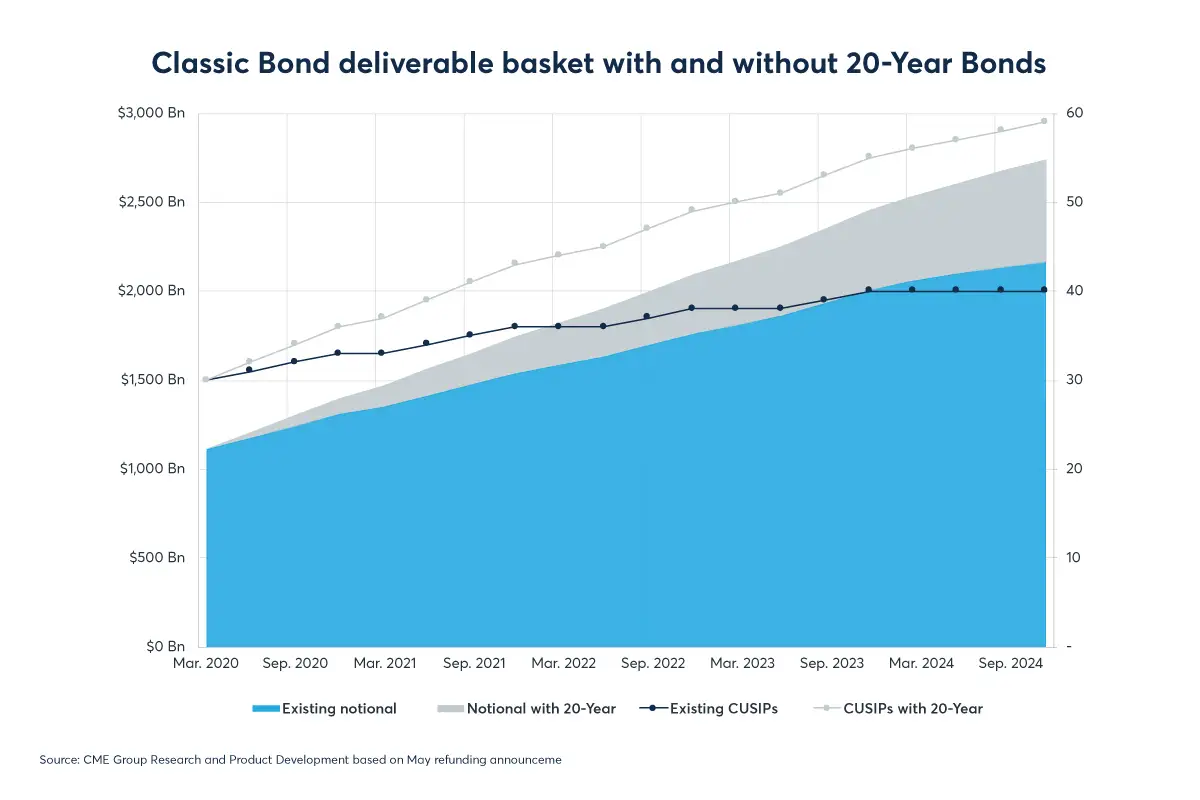 Classic Bond deliverable basket with and without 20-Year Bonds
$3,000 Bn
$2,500 Bn
$2,000 Bn
$1,500 Bn
$1,000 Bn
$500 Bn
$0 Bn
60
50
40
30
20
10
-
Mar. 2020 Sep. 2020 Mar. 2021 Sep. 2021 Mar. 2022 Sep. 2022 Mar. 2023 Sep. 2023 Mar. 2024 Sep. 2024
Existing notional Notional with 20-Year Existing CUSIPs CUSIPs with 20-Year
Source: CME Group Research and Product Development based on May refunding announceme